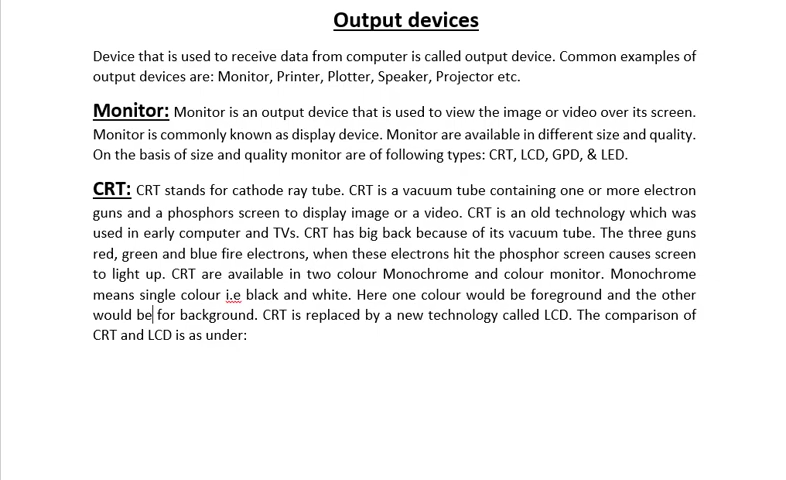 Output devices
Device that is used to receive data from computer is called output device. Common examples of
output devices are: Monitor, Printer, Plotter, Speaker, Projector etc.
Monitor: Monitor is an output device that is used to view the image or video over its screen.
Monitor is commonly known as display device. Monitor are available in different size and quality.
On the basis of size and quality monitor are of following types: CRT, LCD, GPD, & LED.
CRT: CRT stands for cathode ray tube. CRT is a vacuum tube containing one or more electron
guns and a phosphors screen to display image or a video. CRT is an old technology which was
used in early computer and TVs. CRT has big back because of its vacuum tube. The three guns
red, green and blue fire electrons, when these electrons hit the phosphor screen causes screen
to light up. CRT are available in two colour Monochrome and colour monitor. Monochrome
means single colour i.e black and white. Here one colour would be foreground and the other
would be for background. CRT is replaced by a new technology called LCD. The comparison of
CRT and LCD is as under: